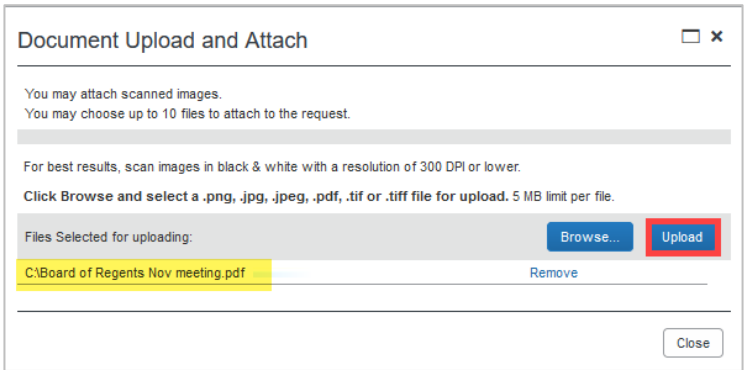 Document Upload and Attach
You may attach scanned images.
You may choose up to 10 files to attach to the request.
For best results, scan images in black & white with a resolution of 300 DPI or lower.
Click Browse and select a .png, .jpg, .jpeg, .pdf, .tif or .tiff file for upload. 5 MB limit per file.
Files Selected for uploading: Browse... Upload
C:\Board of Regents Nov meeting.pdf Remove
Close